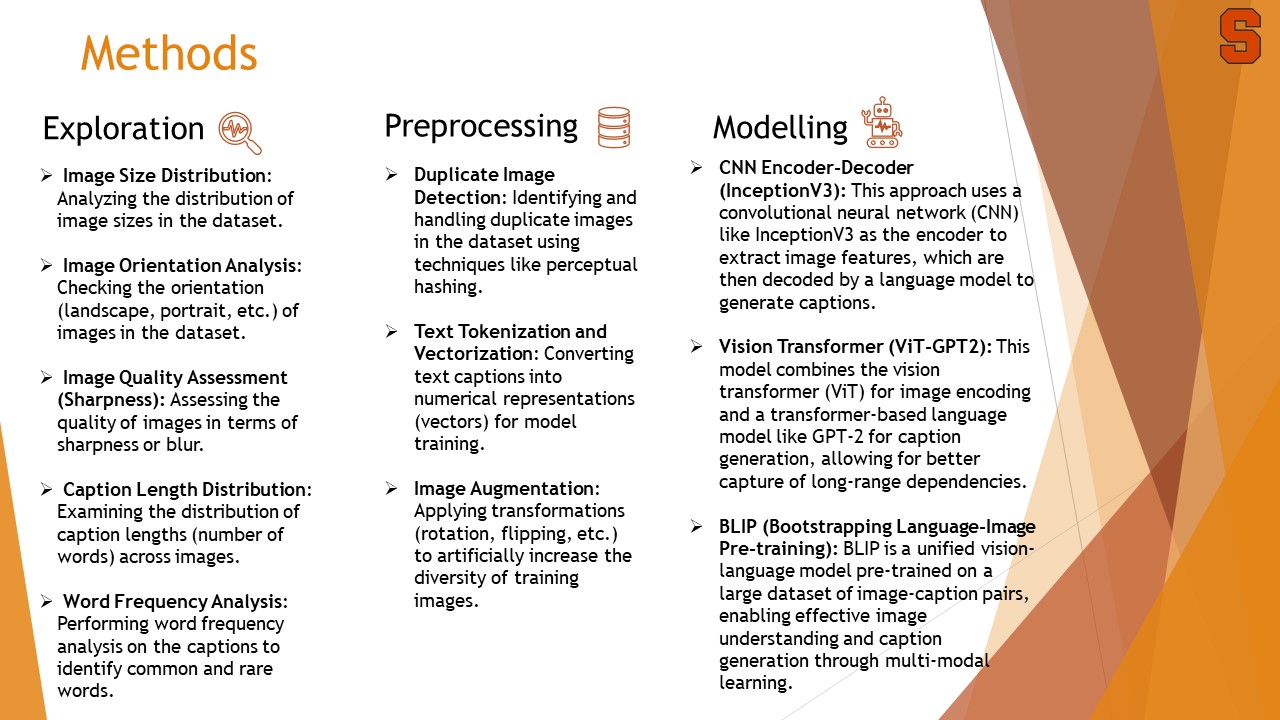 Methods
S
Exploration
➢ Image Size Distribution:
Analyzing the distribution of
image sizes in the dataset.
➢ Image Orientation Analysis:
Checking the orientation
(landscape, portrait, etc.) of
images in the dataset.
➢ Image Quality Assessment
(Sharpness): Assessing the
quality of images in terms of
sharpness or blur.
➢ Caption Length Distribution:
Examining the distribution of
caption lengths (number of
words) across images.
➢ Word Frequency Analysis:
Performing word frequency
analysis on the captions to
identify common and rare
words.
Preprocessing
➢ Duplicate Image
Detection: Identifying and
handling duplicate images
in the dataset using
techniques like perceptual
hashing.
➢ Text Tokenization and
Vectorization: Converting
text captions into
numerical representations
(vectors) for model
training.
➢ Image Augmentation:
Applying transformations
(rotation, flipping, etc.)
to artificially increase the
diversity of training
images.
Modelling
➢ CNN Encoder-Decoder
(InceptionV3): This approach uses a
convolutional neural network (CNN)
like InceptionV3 as the encoder to
extract image features, which are
then decoded by a language model to
generate captions.
➢ Vision Transformer (ViT-GPT2): This
model combines the vision
transformer (ViT) for image encoding
and a transformer-based language
model like GPT-2 for caption
generation, allowing for better
capture of long-range dependencies.
➢ BLIP (Bootstrapping Language-Image
Pre-training): BLIP is a unified vision-
language model pre-trained on a
large dataset of image-caption pairs,
enabling effective image
understanding and caption
generation through multi-modal
learning.